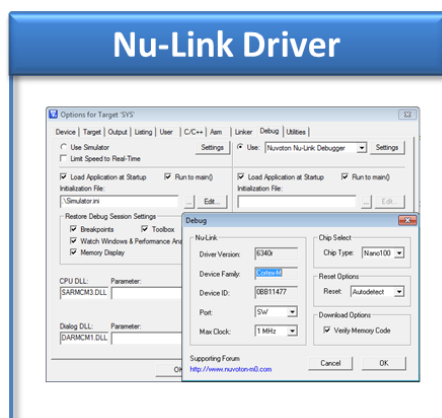 Nu-Link Driver
Options for Target 'SYS'
Device | Target | Output | Listing | User | C/C++ | Asm | Linker | Debug | Utilities |
Use Simulator Settings Use: Nuvoton Nu-Link Debugger Settings
Limit Speed to Real-Time
Load Application at Startup Run to main() Load Application at Startup Run to main()
Initialization File: Initialization File:
.\Simulator.ini ... Edit... ... Edit...
Restore Debug Session Settings
Breakpoints Toolbox
Watch Windows & Performance Ana
Memory Display
CPU DLL: Parameter:
SARMCM3.DLL
Dialog DLL: Parameter:
DARMCM1.DLL
OK
Debug
Nu-Link
Driver Version: 6340r
Device Family: Cortex-M
Device ID: 0BB11477
Port: SW
Max Clock: 1 MHz
Chip Select
Chip Type: Nano100
Reset Options
Reset: Autodetect
Download Options
Verify Memory Code
Supporting Forum
http://www.nuvoton-m0.com
Cancel OK